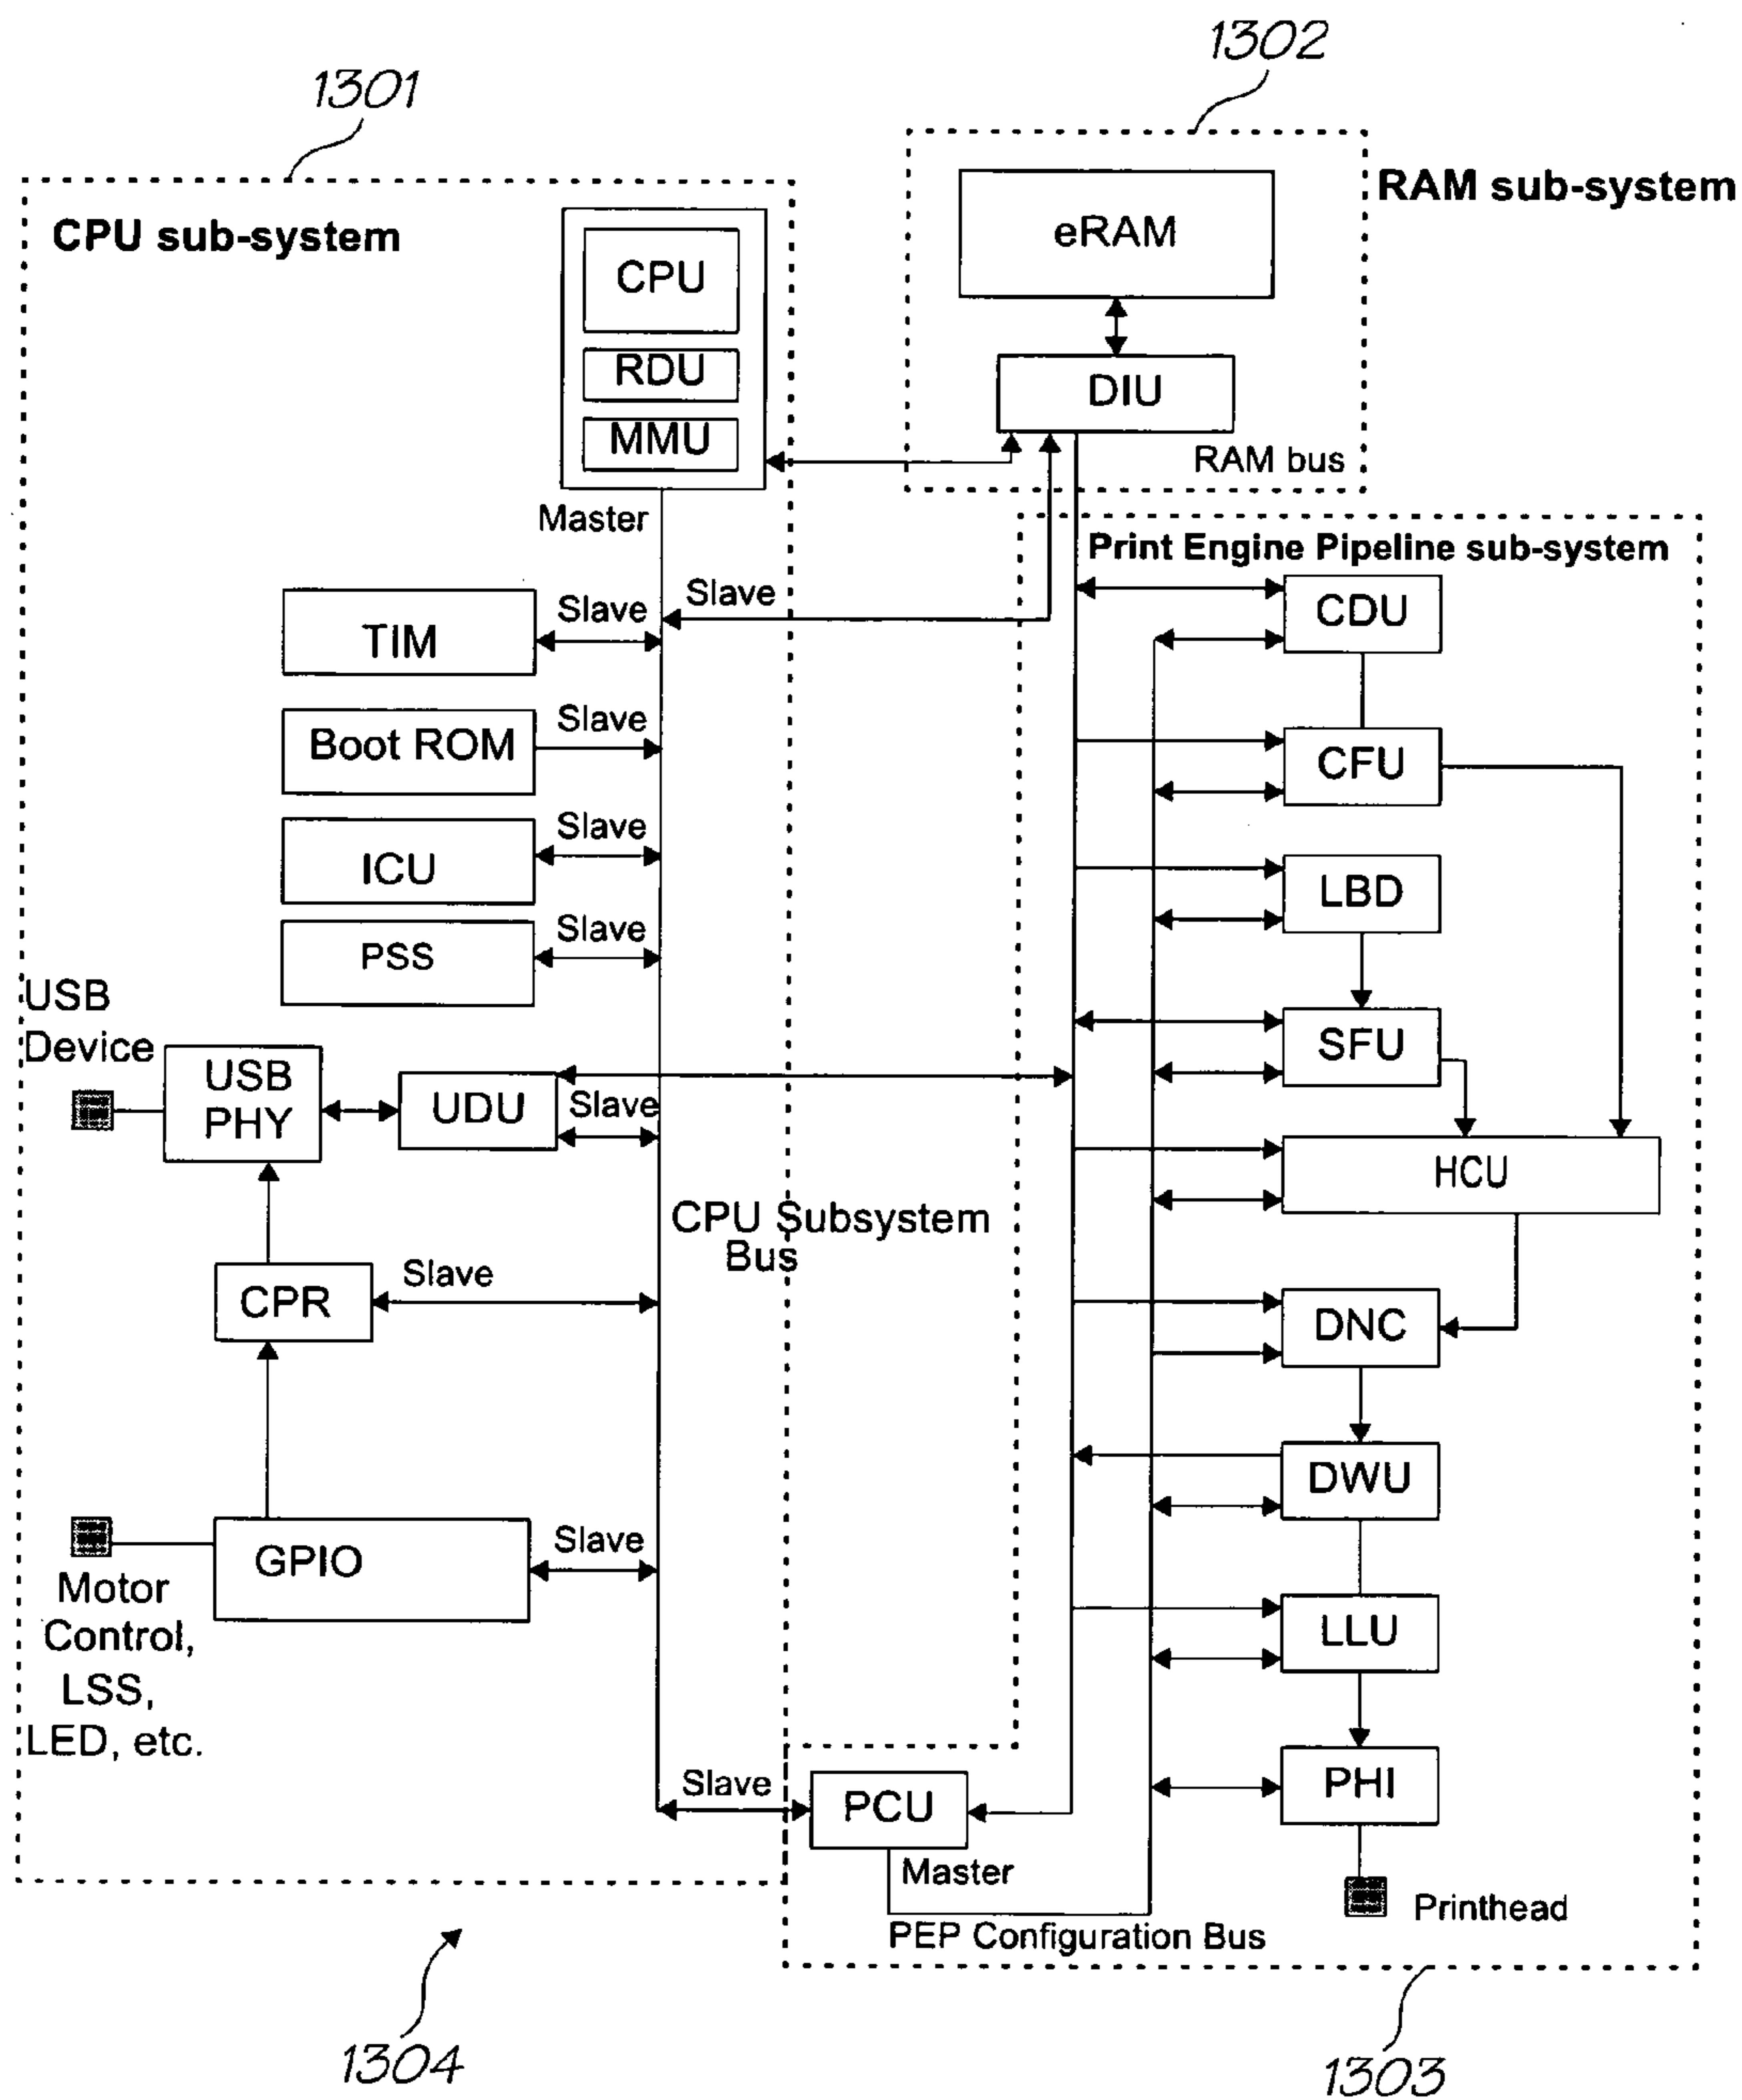 1302
1301
RAM sub-system
CPU sub-system
eRAM
CPU
RDU
DIU
MMU
RAM bus
Master
Print Engine Pipeline sub-system
Slave
Slave
CDU
TIM
Slave
Boot ROM
CFU
Slave
ICU
LBD
Slave
PSS
USB
Device
SFU
USB
PHY
UDU
Slave
HCU
CPU Subsystem
Bus
Slave
CPR
DNC
DWU
Slave
GPIO
Motor
Control,
LSS,
LED, etc.
LLU
Slave
PCU
PHI
Master
Printhead
PEP Configuration Bus
1304
1303